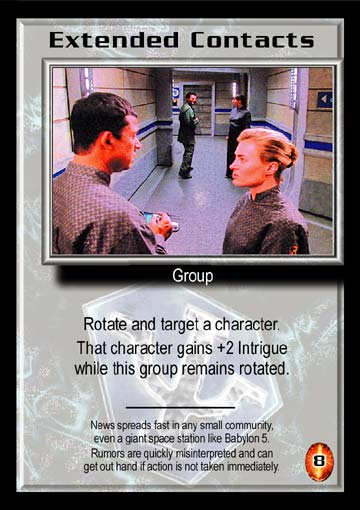 Extended Contacts
Group
Rotate and target a character.
That character gains +2 Intrigue
while this group remains rotated.
News spreads fast in any small community,
even a giant space station like Babylon 5.
Rumors are quickly misinterpreted and can
get out hand if action is not taken immediately.
8